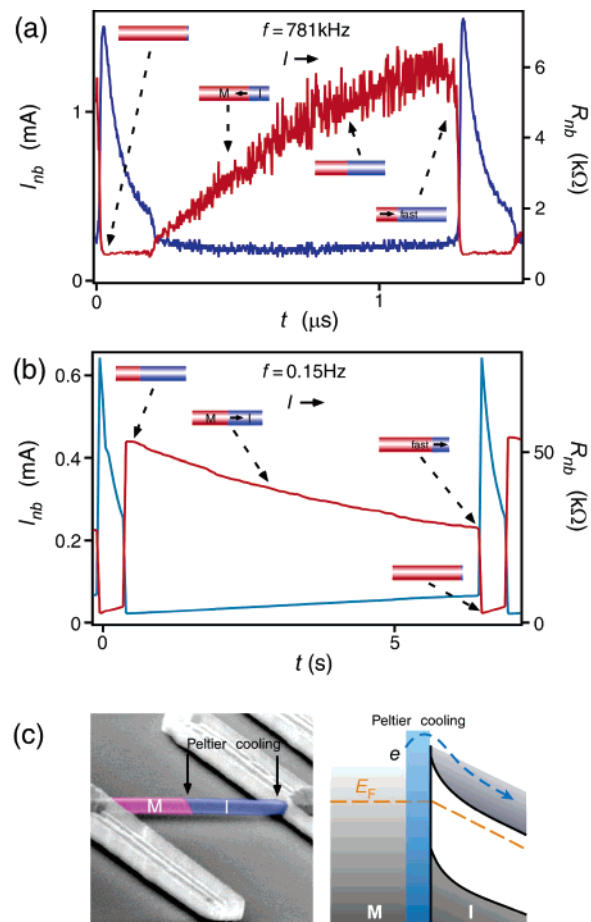 (a)
f = 781kHz
I
M
I
fast
1
0
I_nb (mA)
6
4
2
0
R_nb (kΩ)
0
1
t (μs)
(b)
f = 0.15Hz
I
M
I
fast
0.6
0.4
0.2
0
I_nb (mA)
50
0
R_nb (kΩ)
0
5
t (s)
(c)
Peltier cooling
M
I
Peltier cooling
e
E_F
M
I